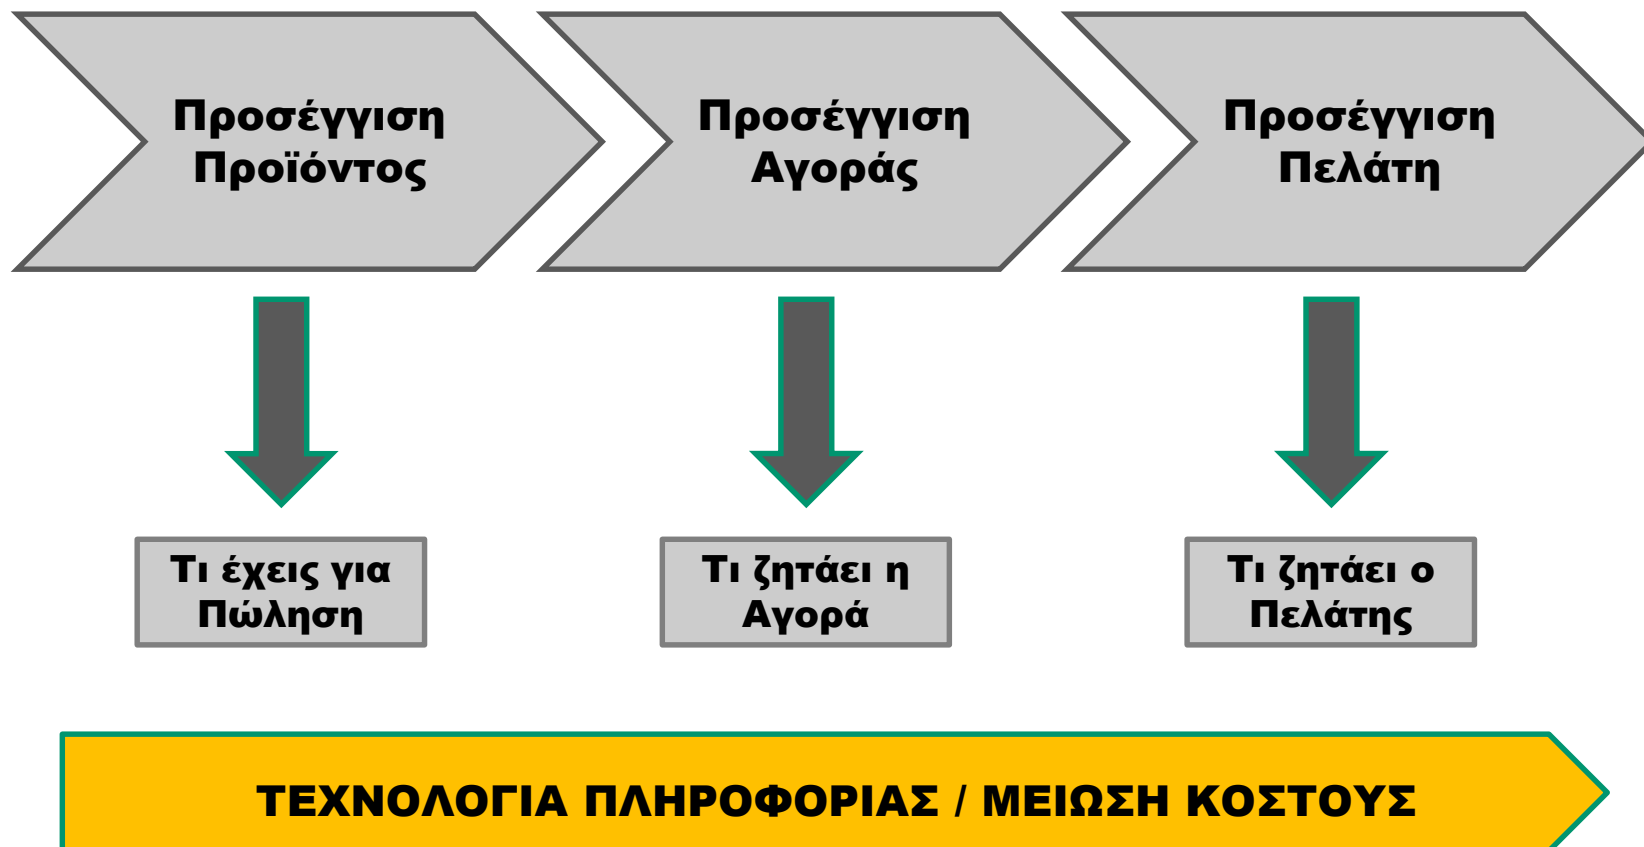 Προσέγγιση
Προϊόντος
Προσέγγιση
Αγοράς
Προσέγγιση
Πελάτη
Τι έχεις για
Πώληση
Τι ζητάει η
Αγορά
Τι ζητάει ο
Πελάτης
ΤΕΧΝΟΛΟΓΙΑ ΠΛΗΡΟΦΟΡΙΑΣ / ΜΕΙΩΣΗ ΚΟΣΤΟΥΣ